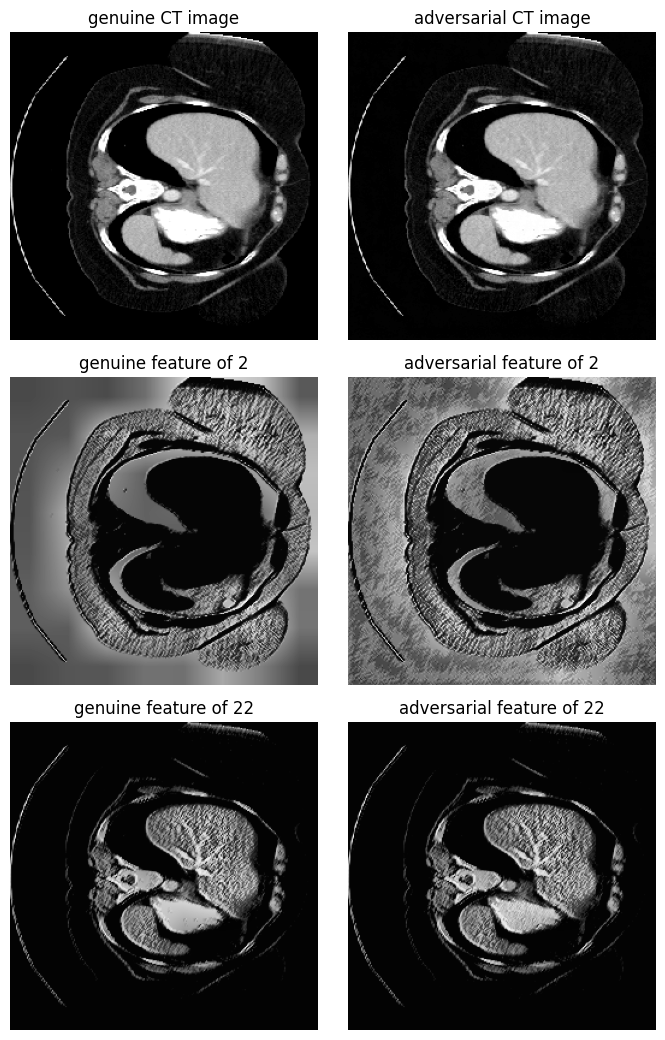 genuine CT image
adversarial CT image
genuine feature of 2
adversarial feature of 2
genuine feature of 22
adversarial feature of 22